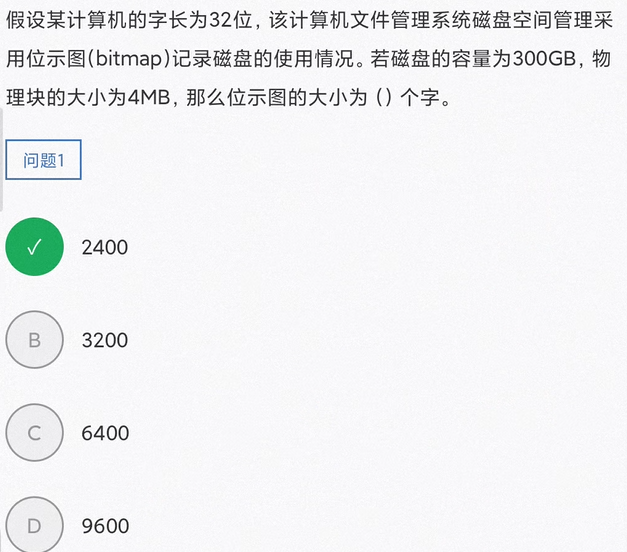 假设某计算机的字长为32位, 该计算机文件管理系统磁盘空间管理采
用位示图(bitmap)记录磁盘的使用情况。若磁盘的容量为300GB, 物
理块的大小为4MB, 那么位示图的大小为 () 个字。
问题1
✓ 2400
B 3200
C 6400
D 9600